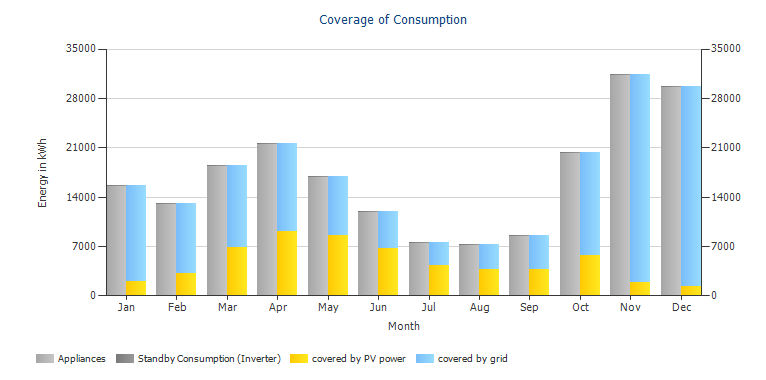 Coverage of Consumption
35000 35000
28000 28000
21000 21000
14000 14000
7000 7000
0 0
Energy in kWh
Jan Feb Mar Apr May Jun Jul Aug Sep Oct Nov Dec
Month
Appliances Standby Consumption (Inverter) covered by PV power covered by grid